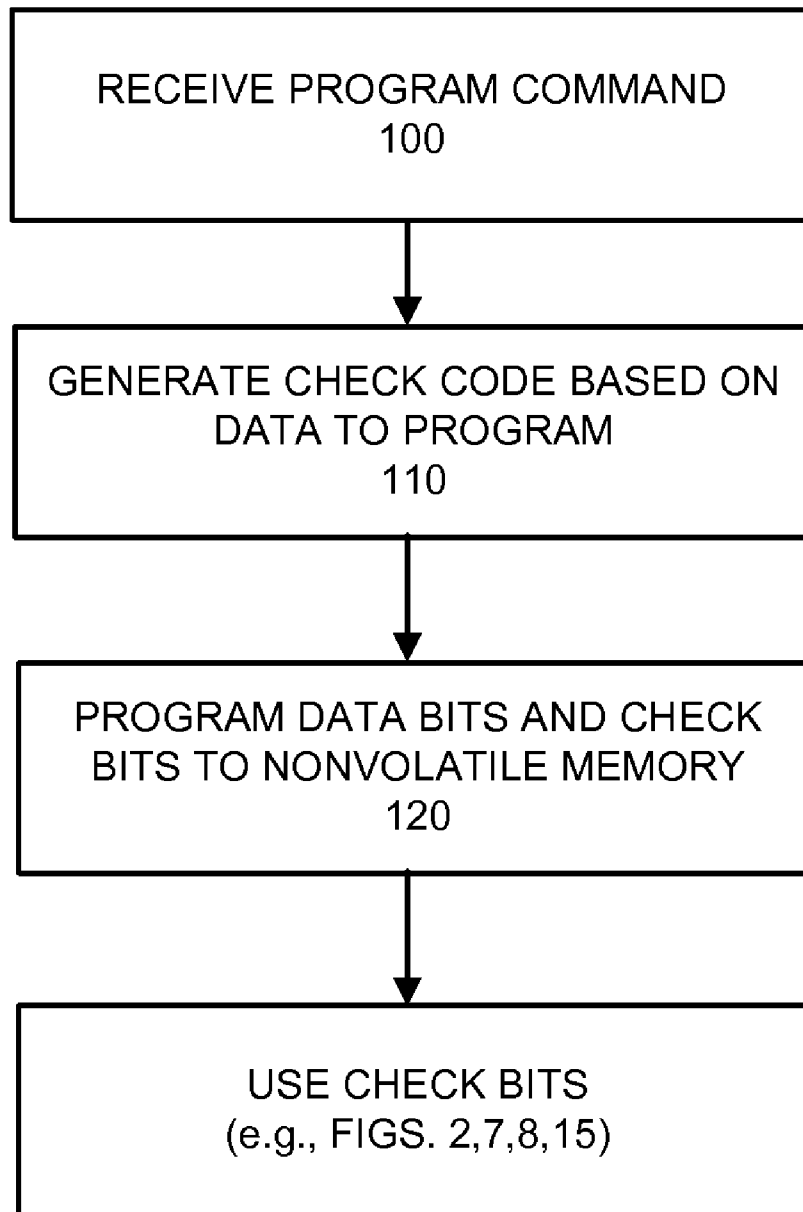 RECEIVE PROGRAM COMMAND
100
GENERATE CHECK CODE BASED ON
DATA TO PROGRAM
110
PROGRAM DATA BITS AND CHECK
BITS TO NONVOLATILE MEMORY
120
USE CHECK BITS
(e.g., FIGS. 2,7,8,15)